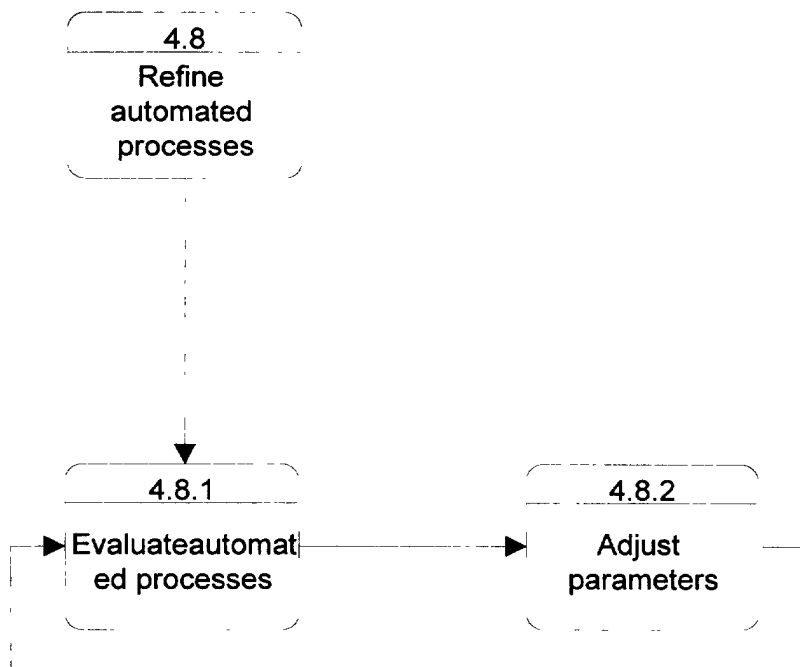 4.8
Refine
automated
processes
4.8.1
Evaluateautomat
ed processes
4.8.2
Adjust
parameters